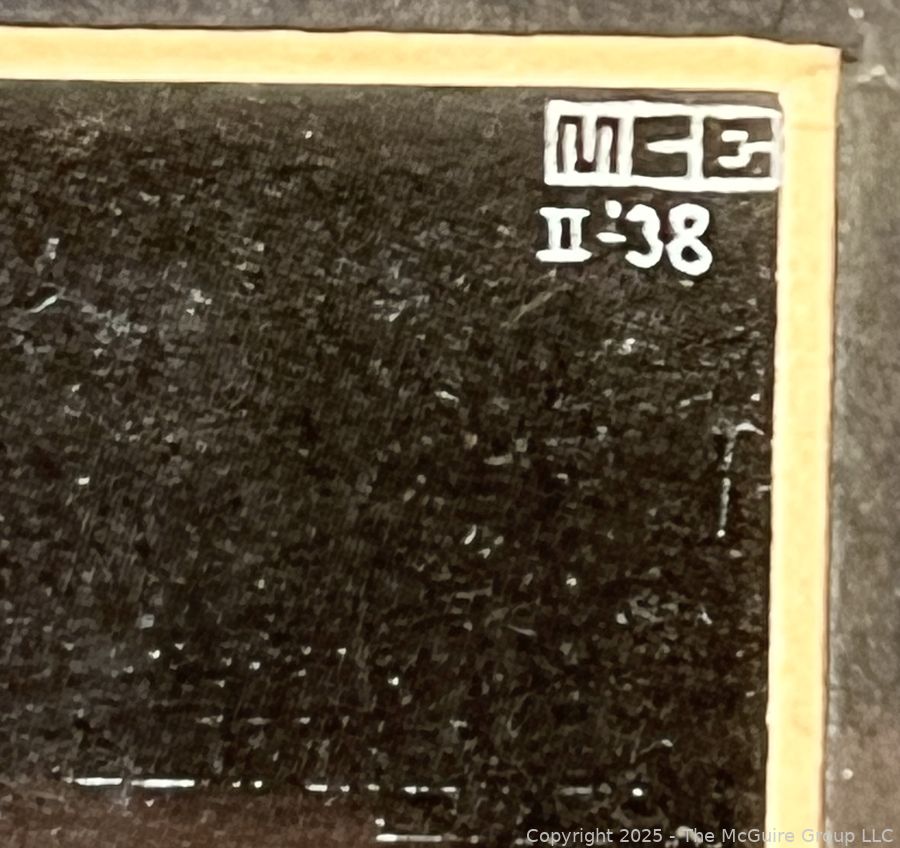 MCE
II-'38
Copyright 2025 - The McGuire Group LLC